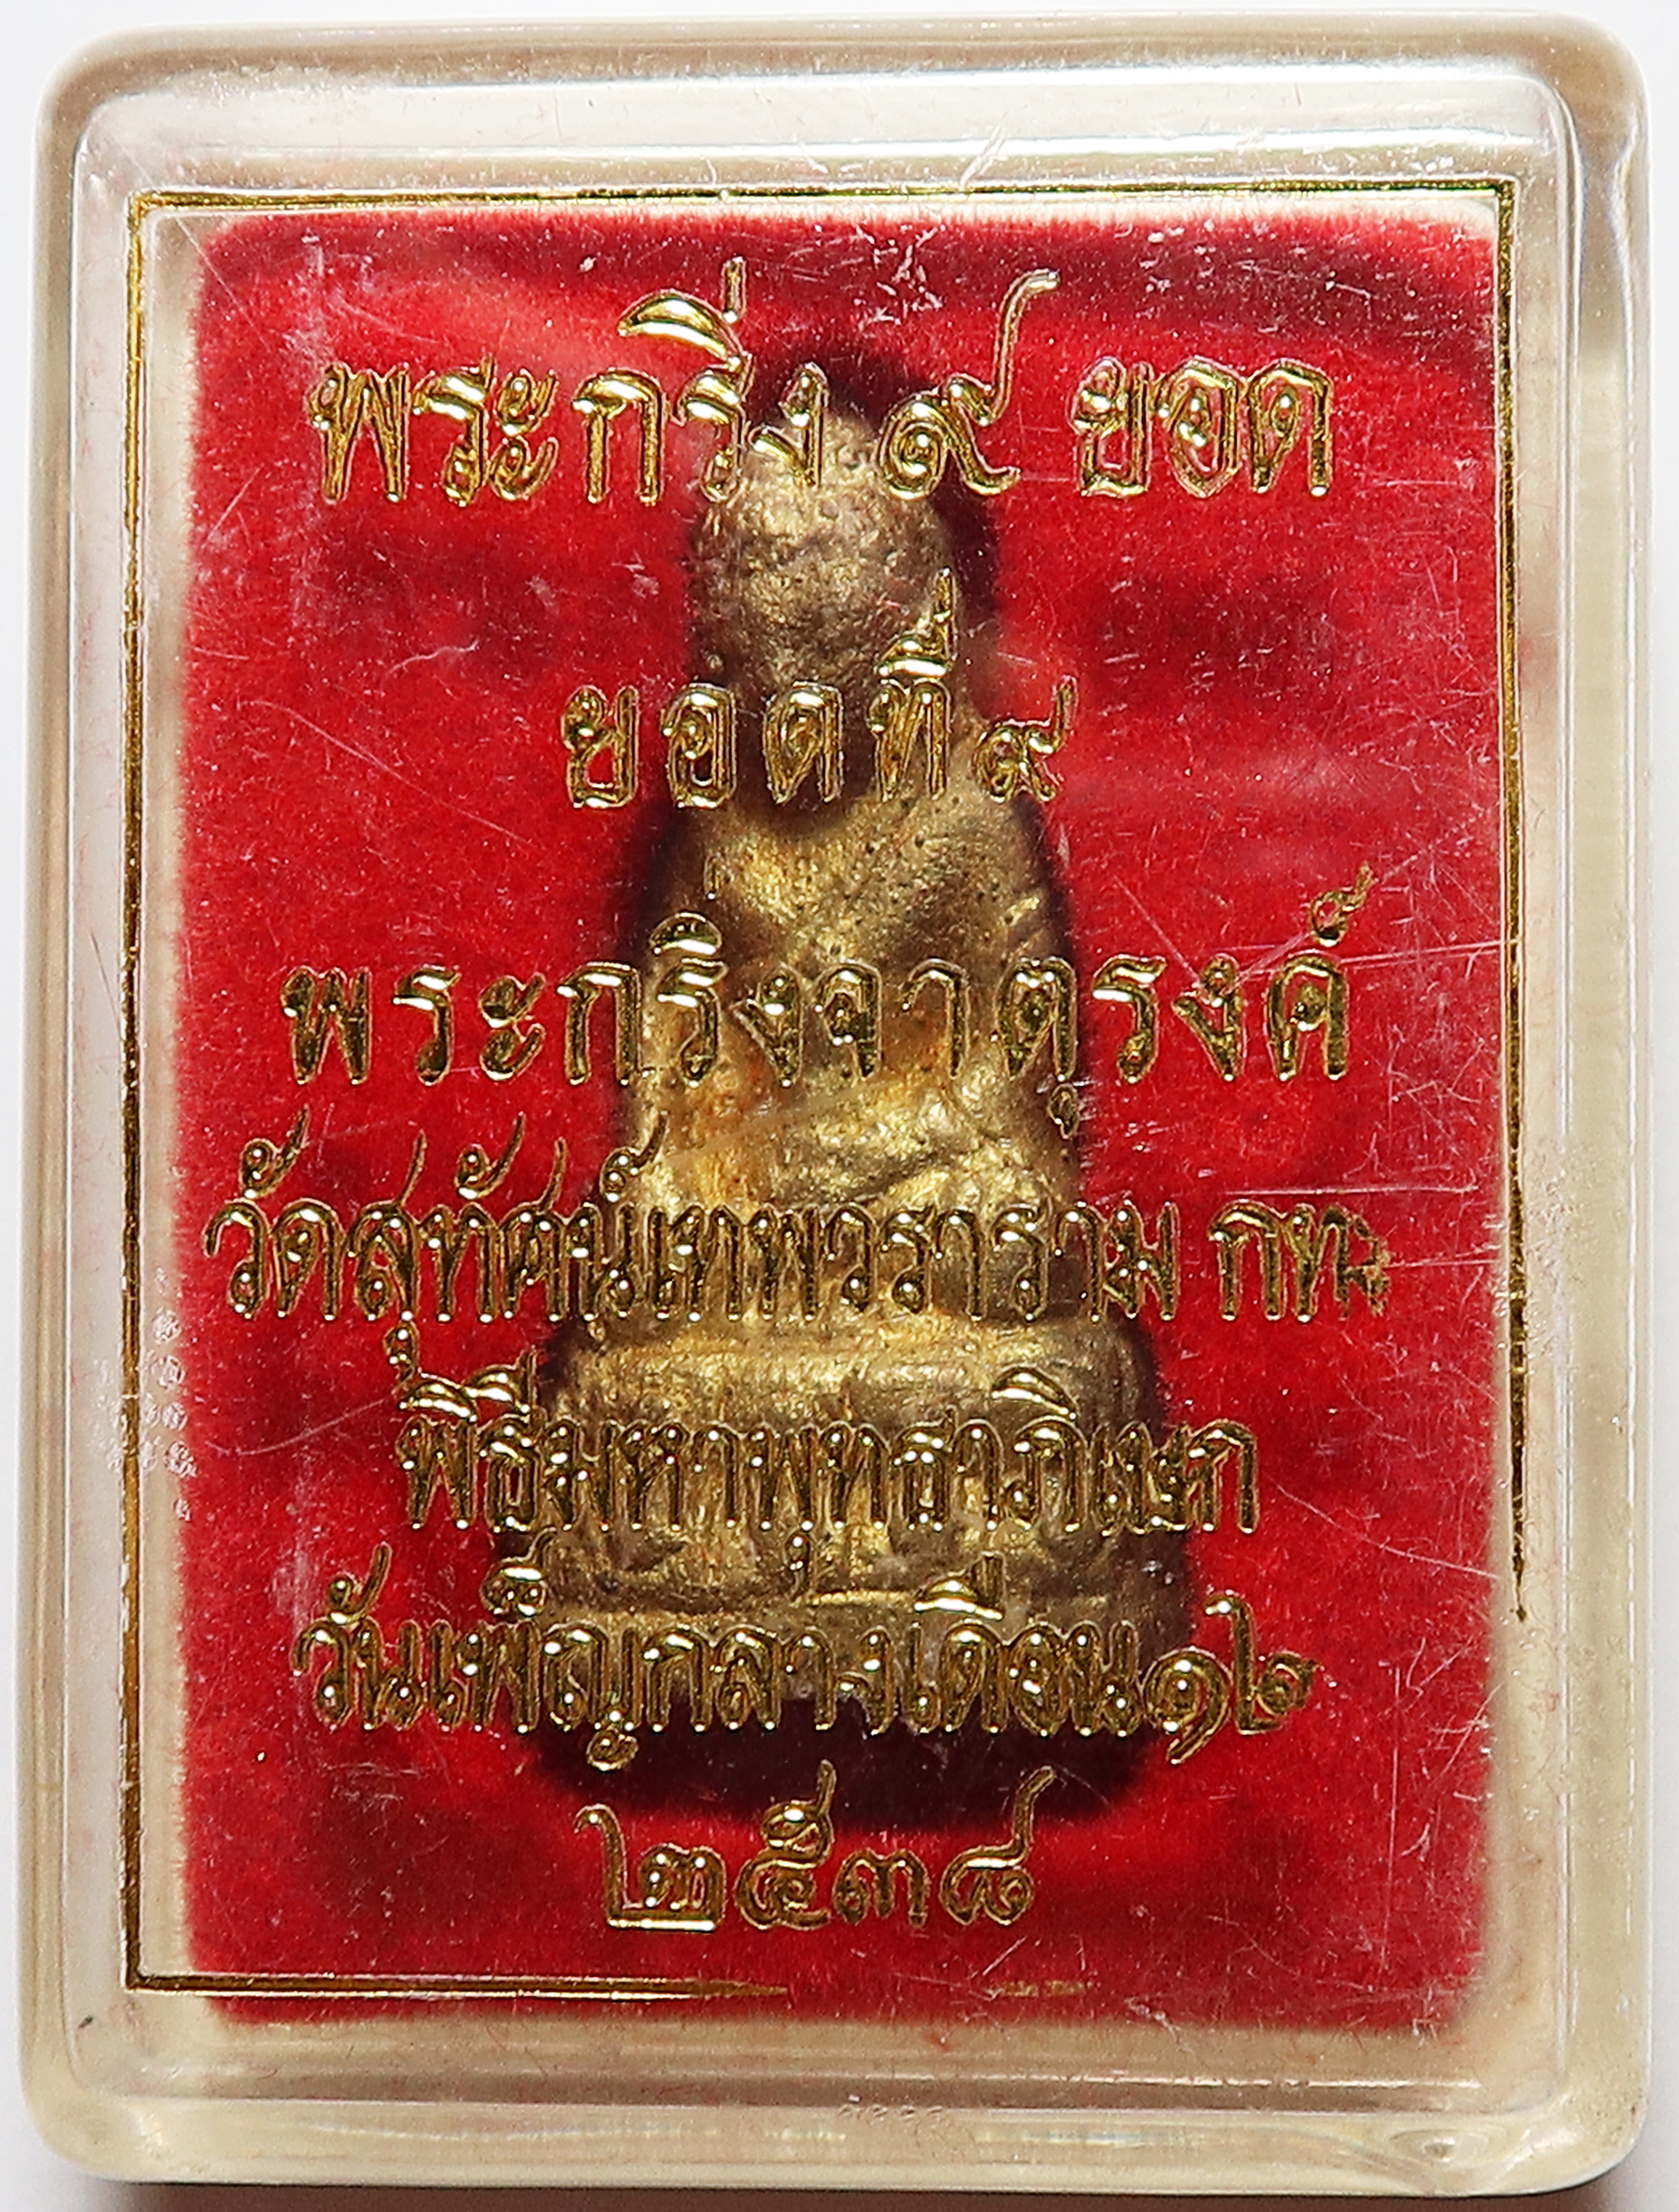 พระกริ่ง ๙ ยอด
ยอดที่ ๙
พระกริ่งจาตุรงค์
วัดสุทัศน์เทพวราราม กทม
พิธีมหาพุทธาภิเษก
วันเพ็ญกลางเดือน ๑๒
๒๕๓๘